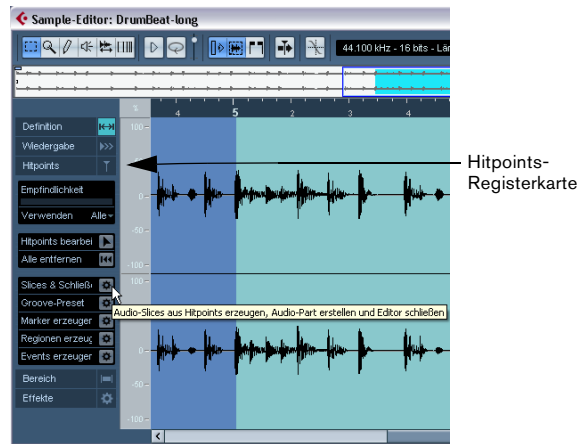 Sample-Editor: DrumBeat-long
44.100 kHz - 16 bits - Län
%
4
5
2
3
4
Definition
100
Wiedergabe
Hitpoints
Hitpoints-
Registerkarte
Empfindlichkeit
0
Verwenden Alle
-50
Hitpoints bearbei
Alle entfernen
-100
100
Slices & Schließ
Groove-Preset
Audio-Slices aus Hitpoints erzeugen, Audio-Part erstellen und Editor schließen
Marker erzeugen
Regionen erzeug
Events erzeuger
0
Bereich
-50
Effekte
-100